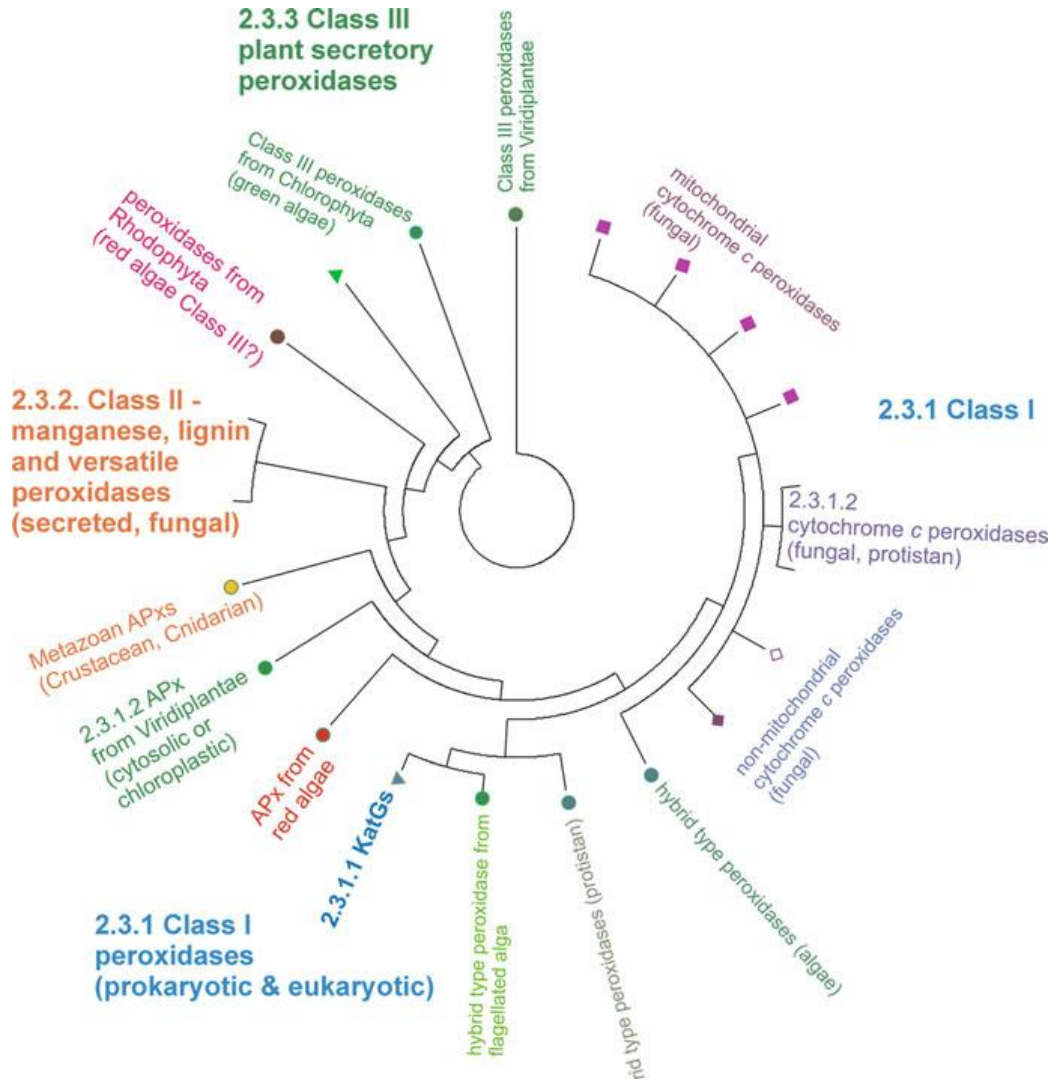 2.3.3 Class III
plant secretory
peroxidases
Class III peroxidases
from Viridiplantae
Class III peroxidases
from Chlorophyta
(green algae)
mitochondrial
cytochrome c peroxidases
(fungal)
peroxidases from
Rhodophyta
(red algae Class III?)
2.3.2. Class II -
manganese, lignin
and versatile
peroxidases
(secreted, fungal)
2.3.1 Class I
2.3.1.2
cytochrome c peroxidases
(fungal, protistan)
Metazoan APxs
(Crustacean, Cnidarian)
2.3.1.2 APx
from Viridiplantae
(cytosolic or
chloroplastic)
non-mitochondrial
cytochrome c peroxidases
(fungal)
APx from
red algae
2.3.1.1 KatGs
hybrid type peroxidase from
flagellated alga
rid type peroxidases (protistan)
hybrid type peroxidases (algae)
2.3.1 Class I
peroxidases
(prokaryotic & eukaryotic)